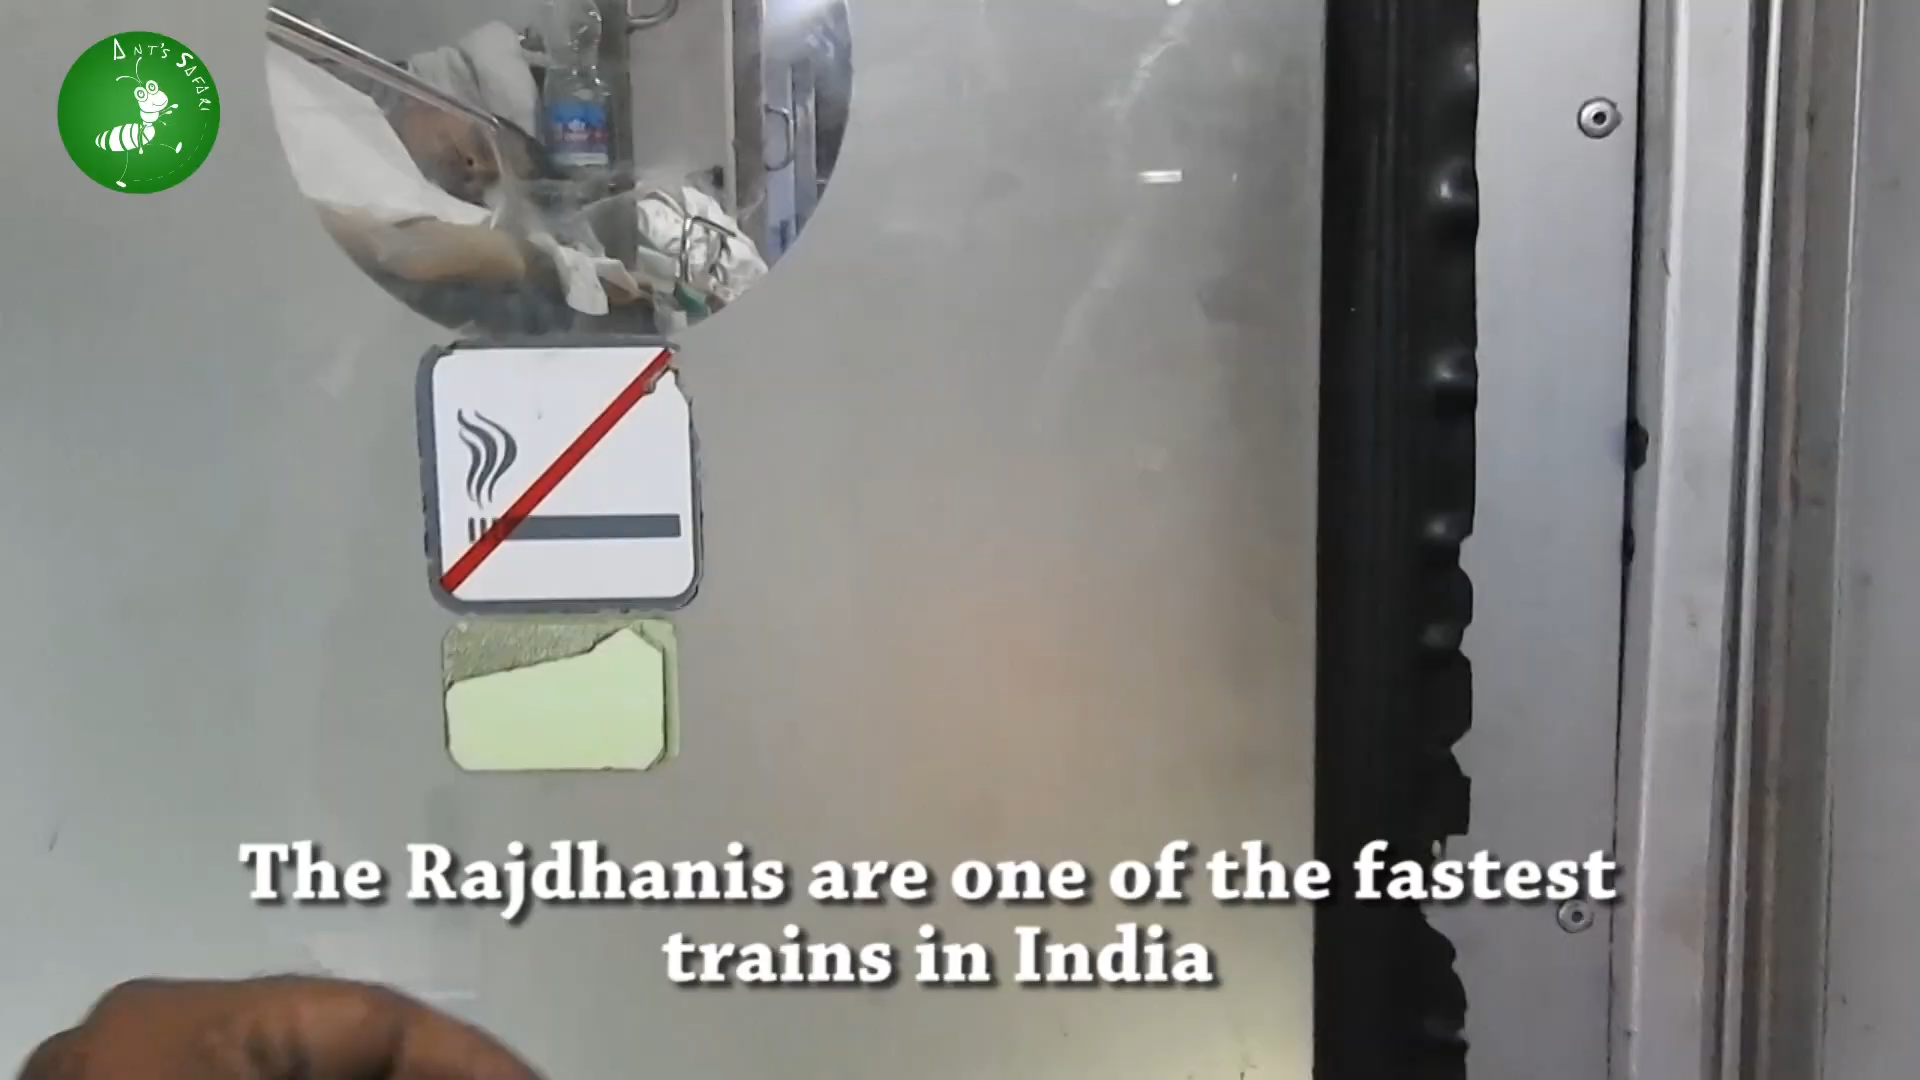 ANT'S SAFARI
The Rajdhanis are one of the fastest
trains in India